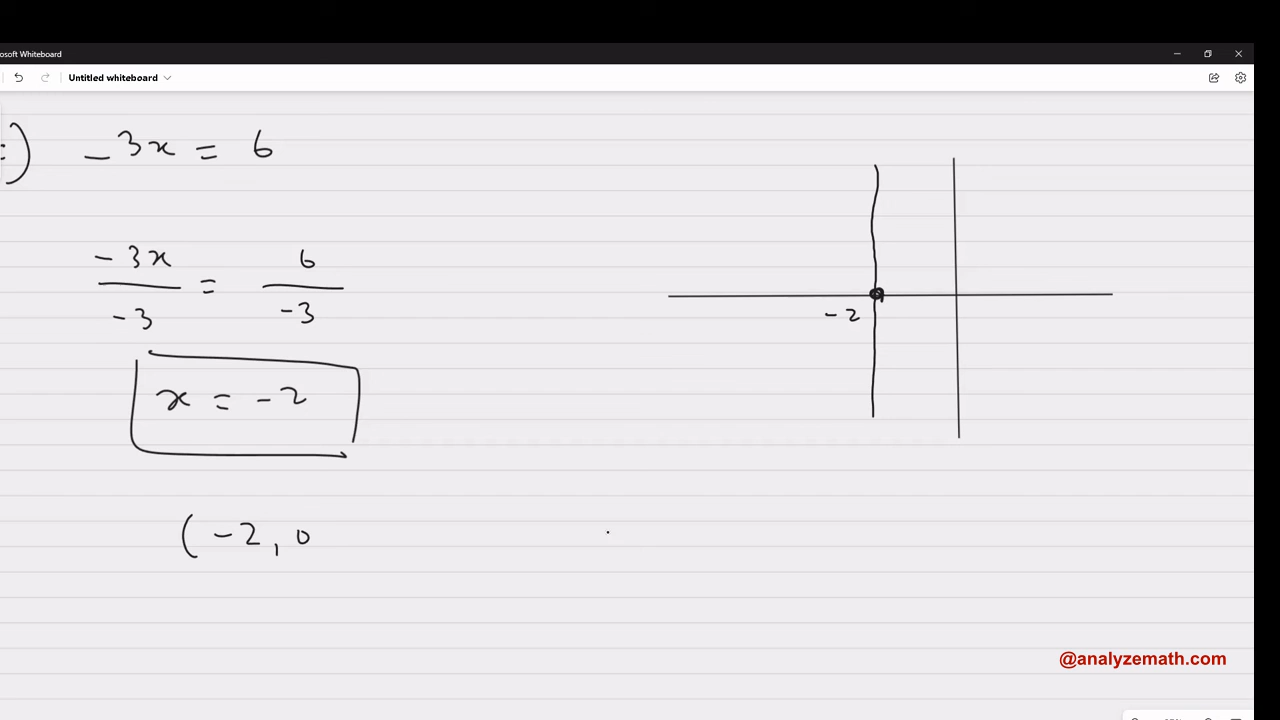 osoft Whiteboard
Untitled whiteboard
:) -3x = 6
-3x/-3 = 6/-3
-2
x = -2
(-2, 0
@analyzemath.com